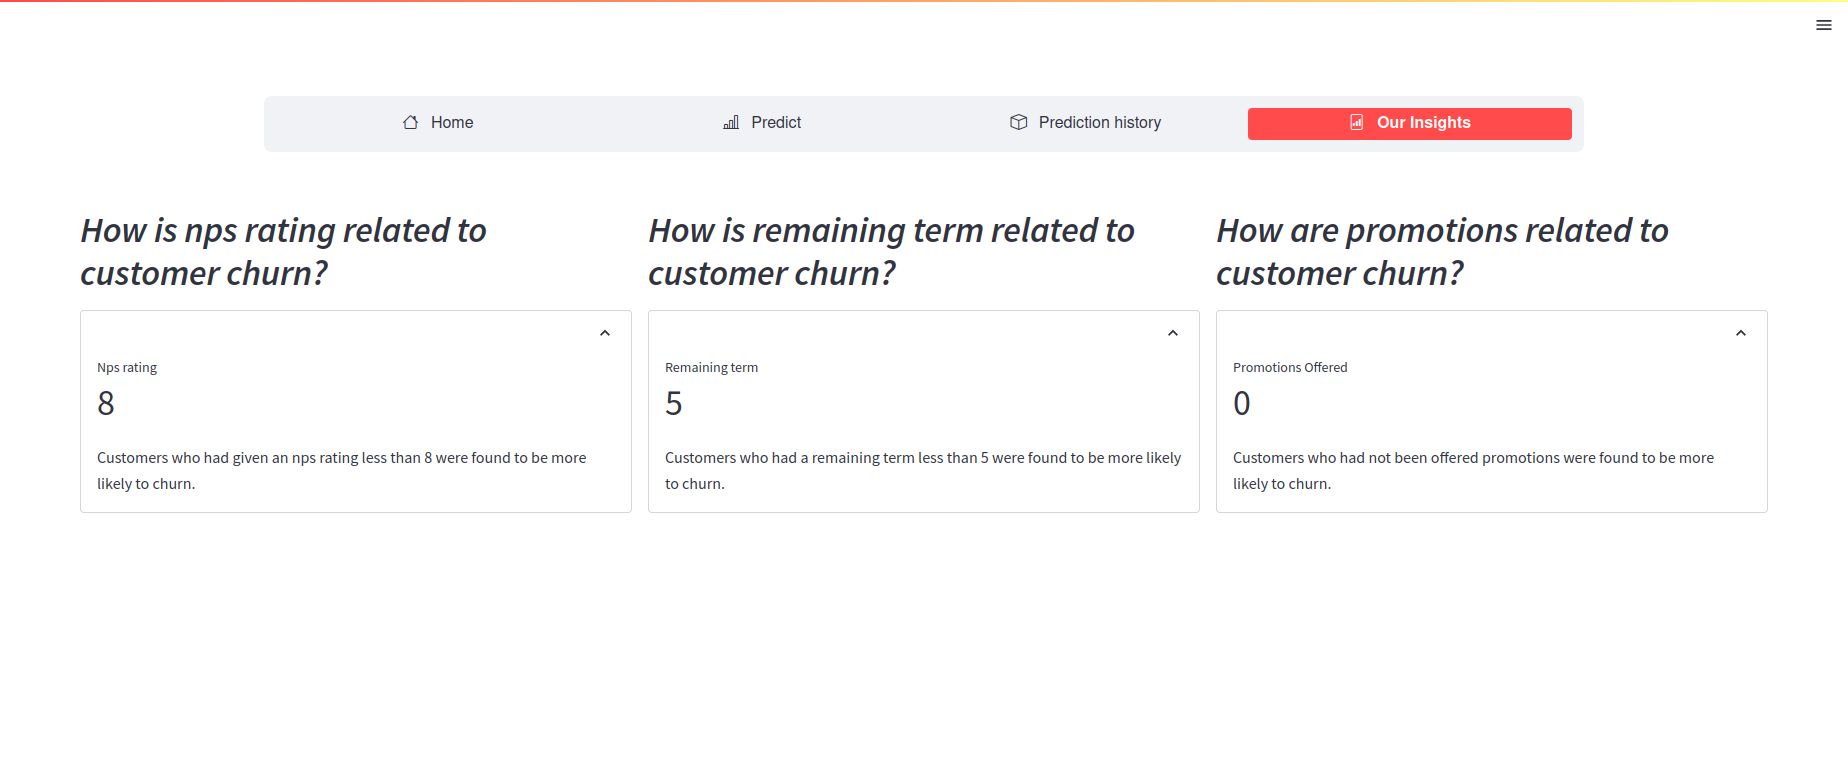 Home
Predict
Prediction history
Our Insights
How is nps rating related to
customer churn?
Nps rating
8
Customers who had given an nps rating less than 8 were found to be more
likely to churn.
How is remaining term related to
customer churn?
Remaining term
5
Customers who had a remaining term less than 5 were found to be more likely
to churn.
How are promotions related to
customer churn?
Promotions Offered
0
Customers who had not been offered promotions were found to be more
likely to churn.